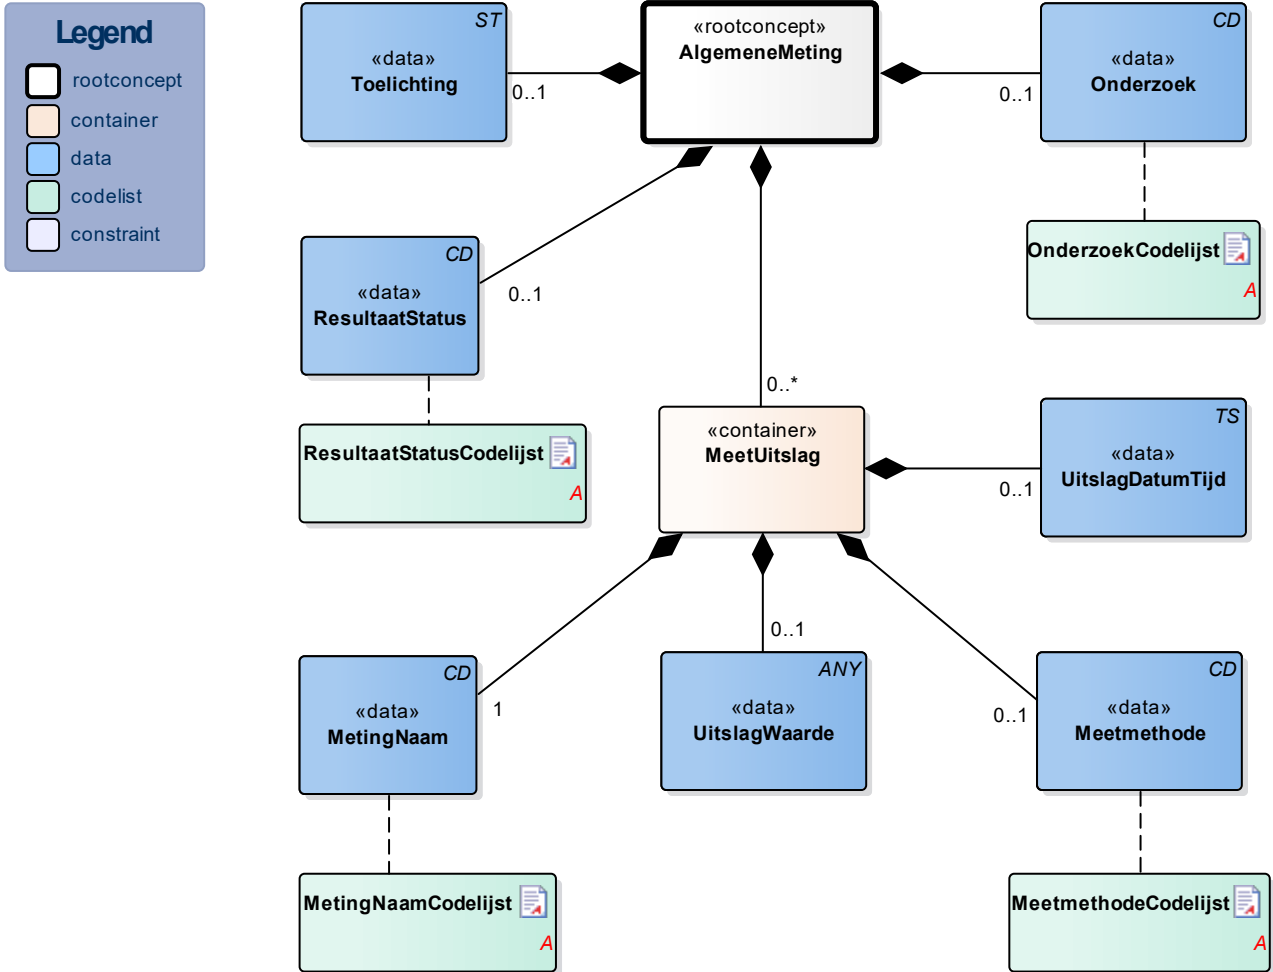 Legend
rootconcept
container
data
codelist
constraint
ST
«data»
Toelichting
0..1
«rootconcept»
AlgemeneMeting
CD
«data»
Onderzoek
0..1
OnderzoekCodelijst
A
CD
«data»
ResultaatStatus
0..1
ResultaatStatusCodelijst
A
0..*
«container»
MeetUitslag
TS
«data»
UitslagDatumTijd
0..1
CD
«data»
MetingNaam
1
0..1
ANY
«data»
UitslagWaarde
CD
«data»
Meetmethode
0..1
MetingNaamCodelijst
A
MeetmethodeCodelijst
A